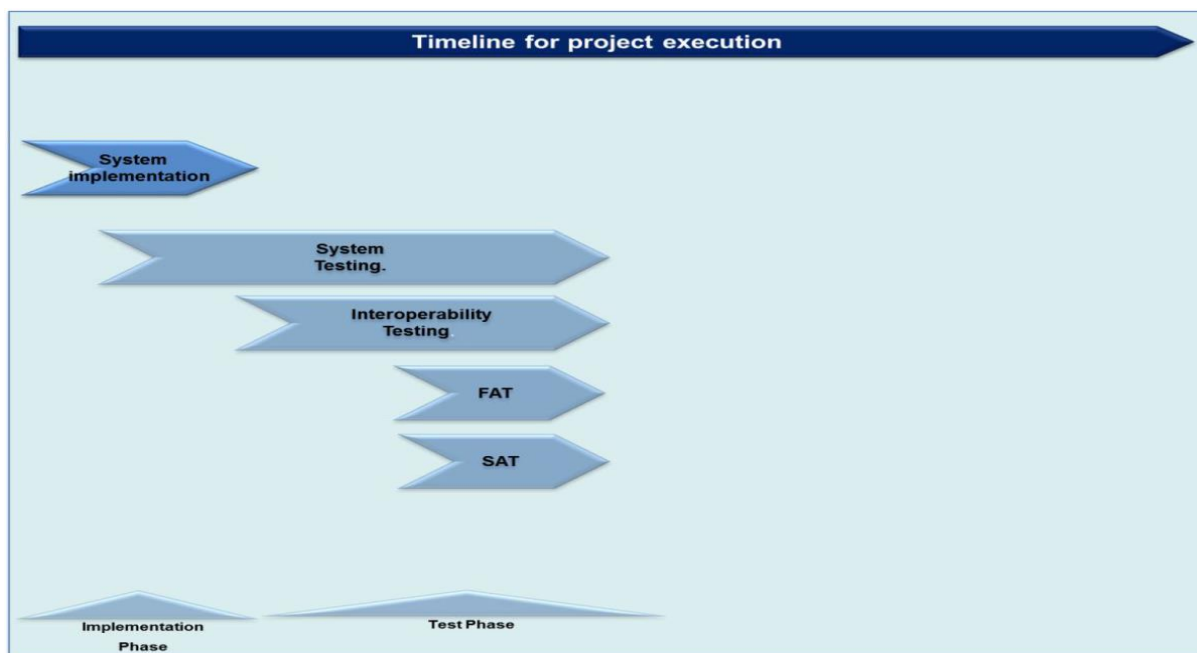 Timeline for project execution
System
implementation
System
Testing.
Interoperability
Testing.
FAT
SAT
Implementation
Phase
Test Phase